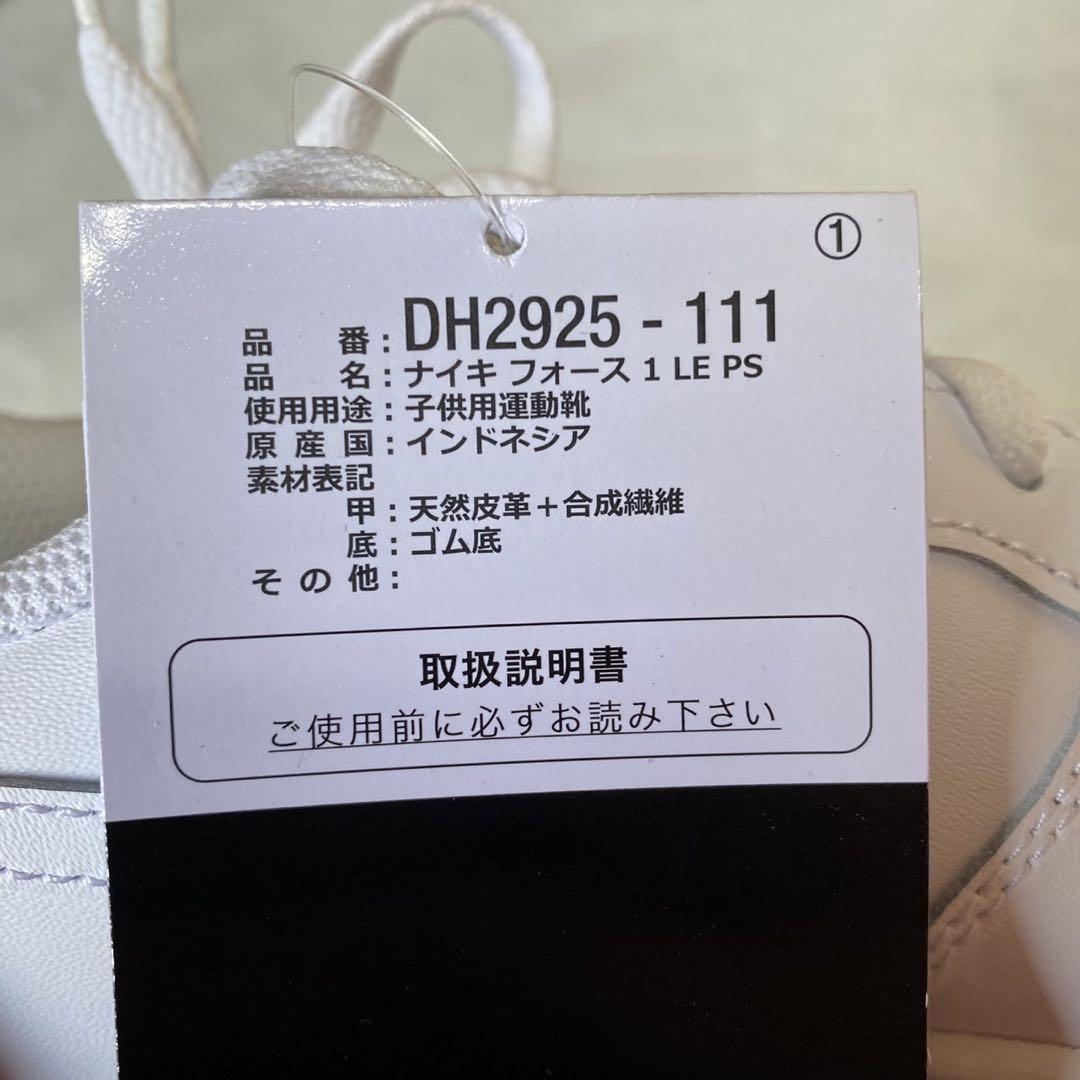 ①
品番：DH2925 - 111
品名：ナイキ フォース 1 LE PS
使用用途：子供用運動靴
原産国：インドネシア
素材表記
甲：天然皮革＋合成繊維
底：ゴム底
その他：
取扱説明書
ご使用前に必ずお読み下さい